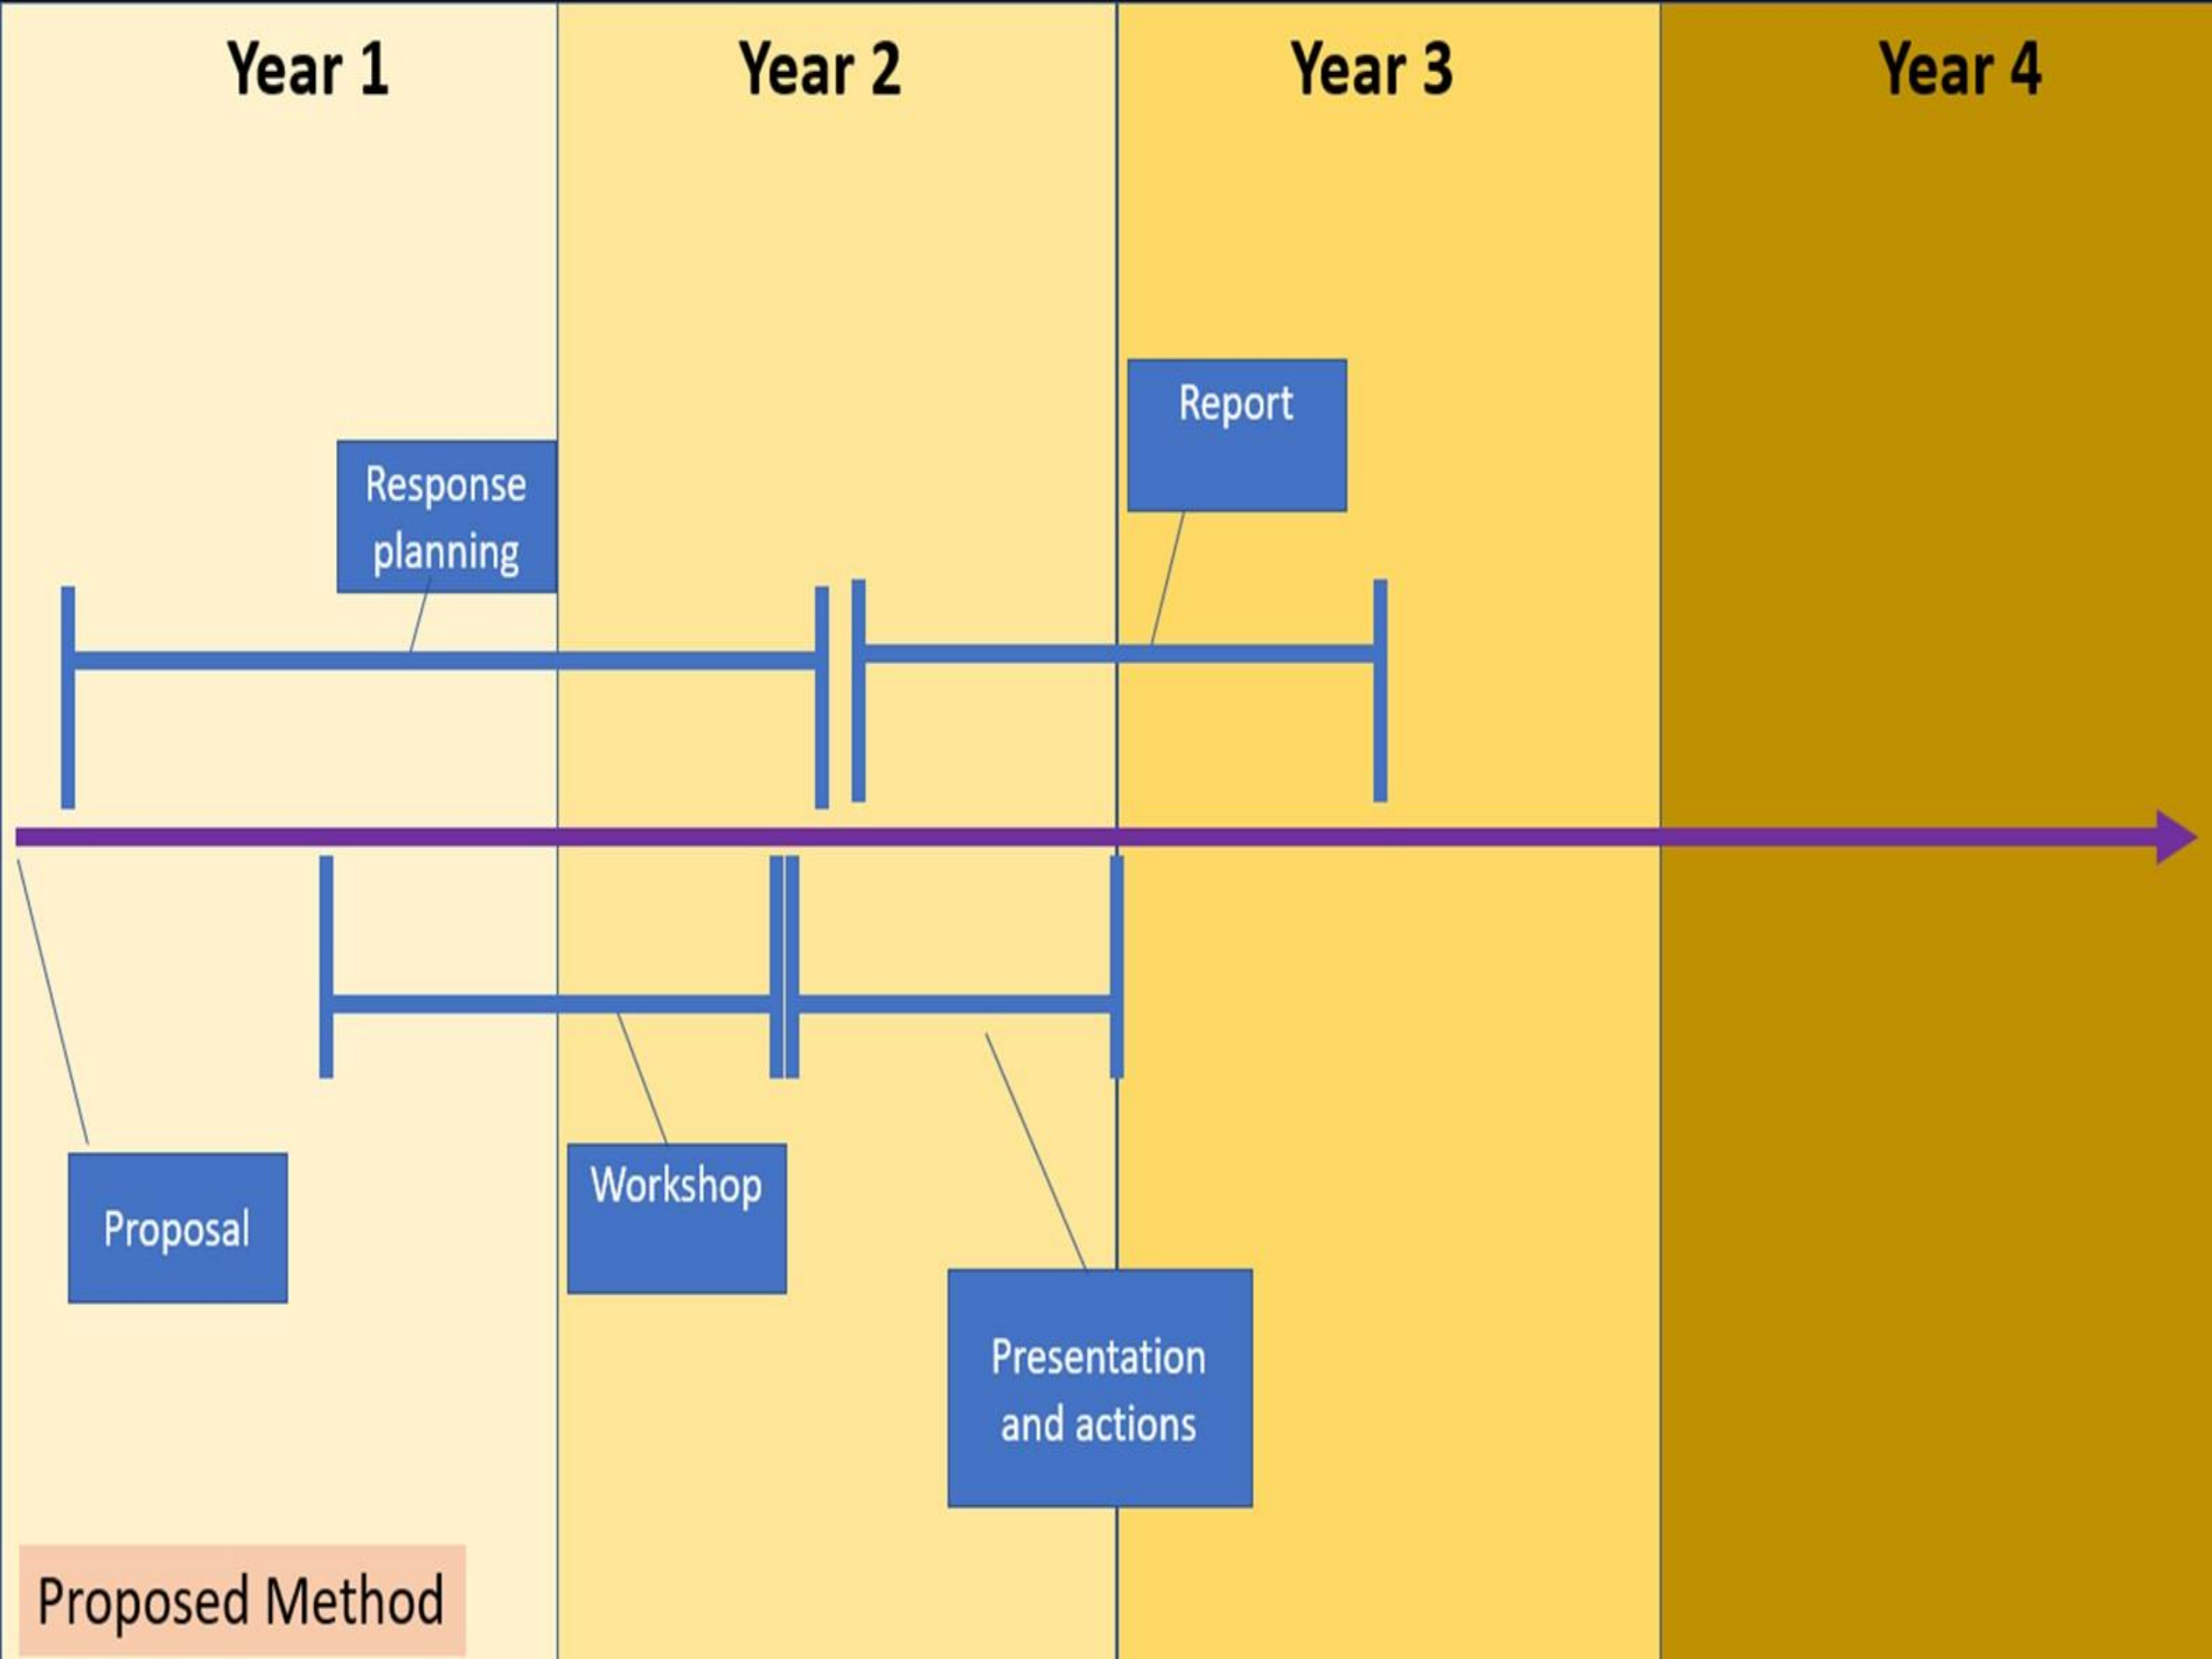 Year 1
Year 2
Year 3
Year 4
Report
Response
planning
Workshop
Proposal
Presentation
and actions
Proposed Method